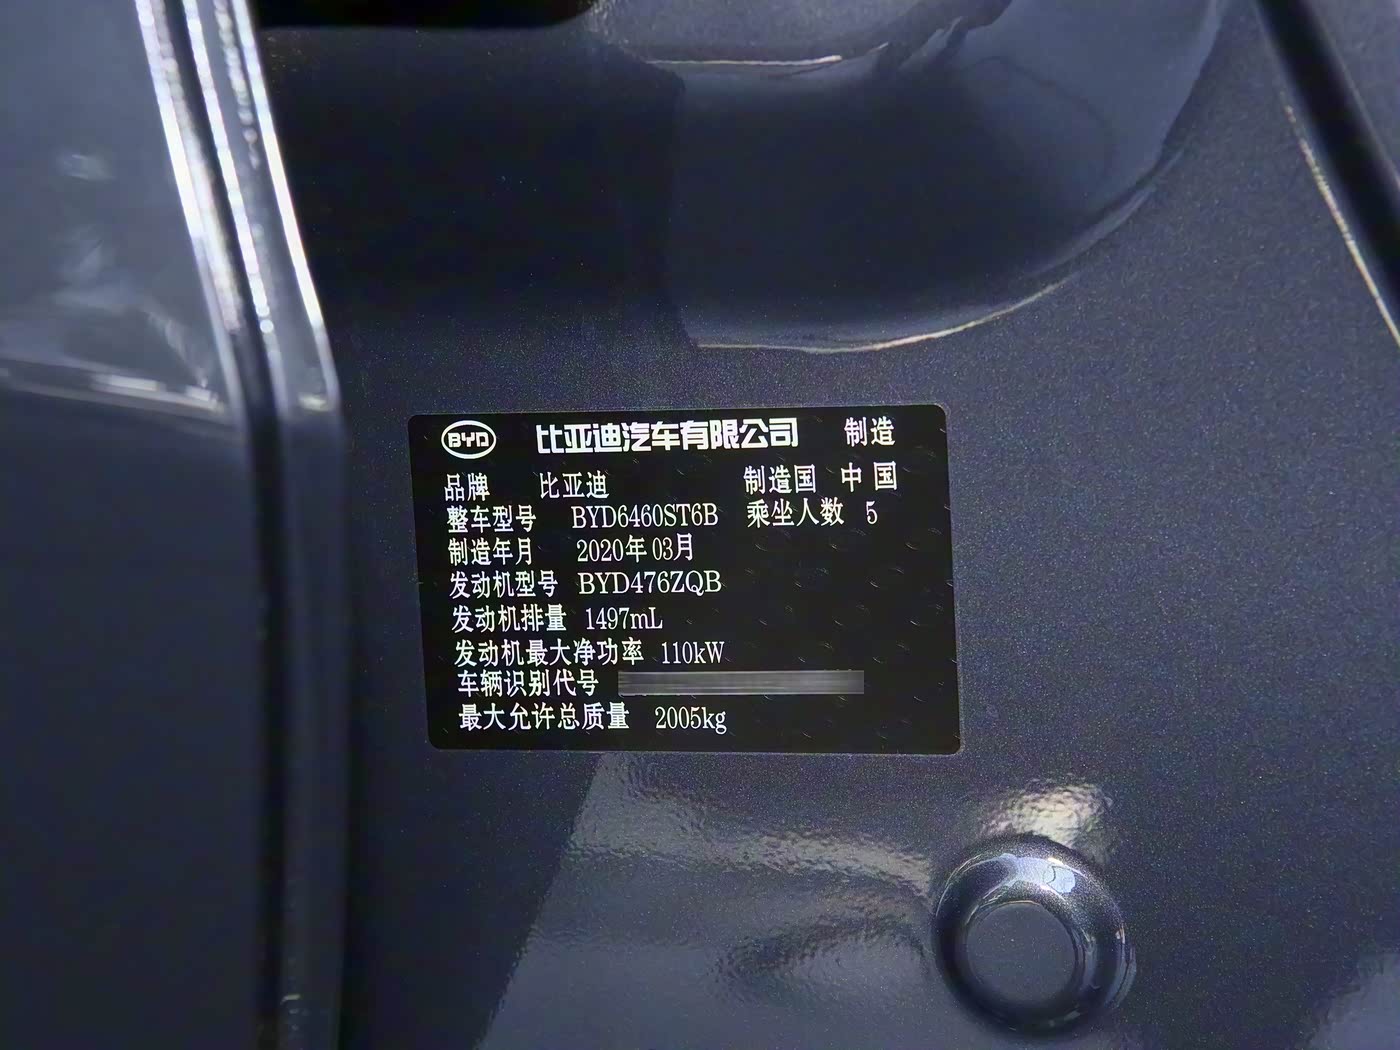 BYD 比亚迪汽车有限公司 制造
品牌 比亚迪 制造国 中国
整车型号 BYD6460ST6B 乘坐人数 5
制造年月 2020年03月
发动机型号 BYD476ZQB
发动机排量 1497mL
发动机最大净功率 110kW
车辆识别代号
最大允许总质量 2005kg